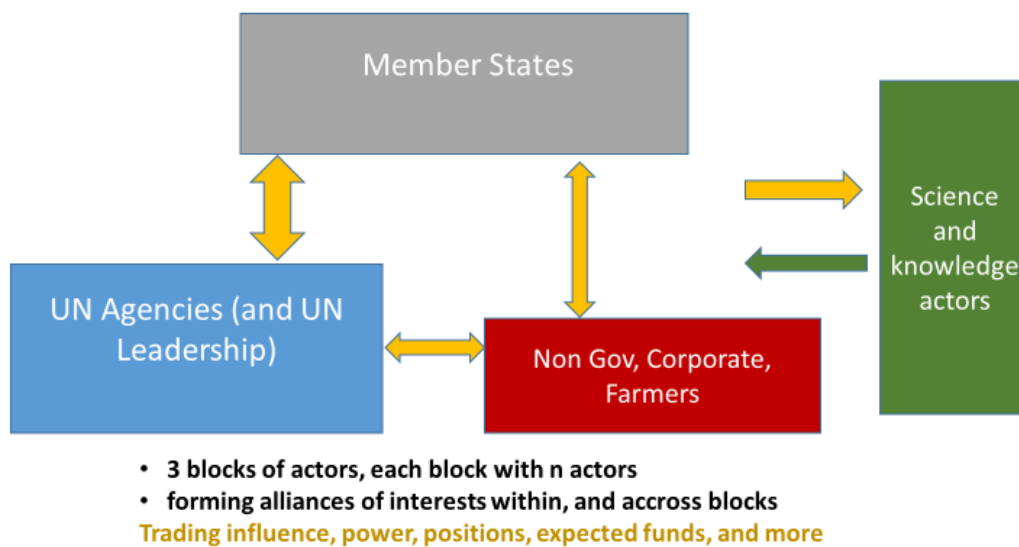 Member States
Science
and
knowledge
actors
UN Agencies (and UN
Leadership)
Non Gov, Corporate,
Farmers
• 3 blocks of actors, each block with n actors
• forming alliances of interests within, and accross blocks
Trading influence, power, positions, expected funds, and more